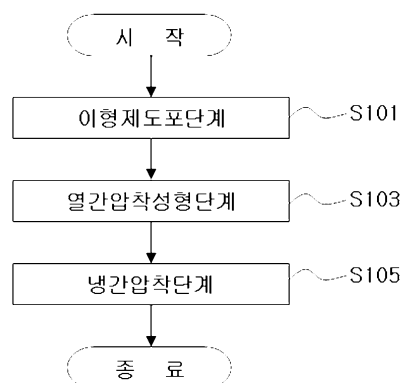 시 작
이형제도포단계 S101
열간압착성형단계 S103
냉간압착단계 S105
종 료